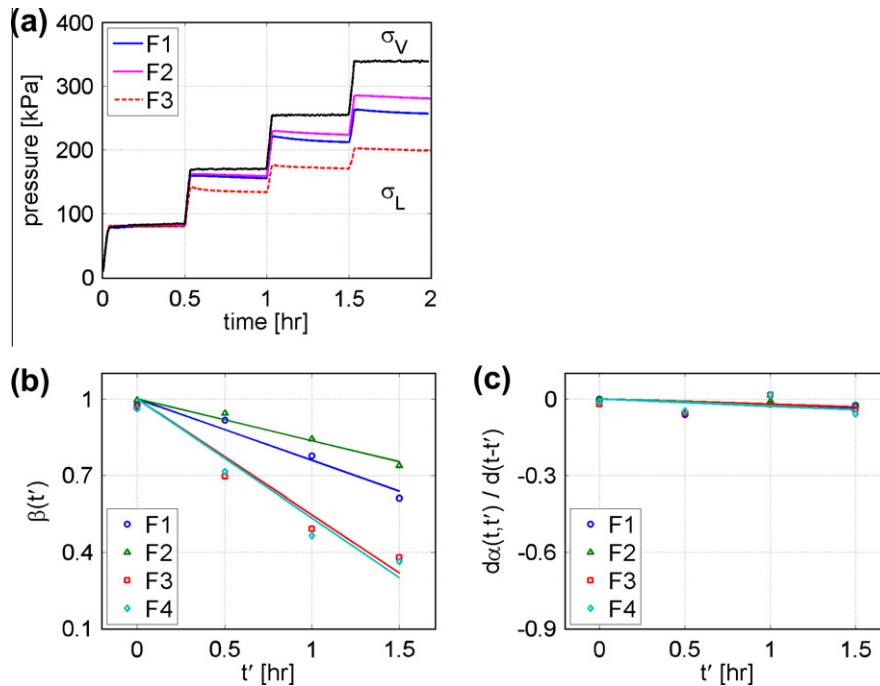 (a)
400
300
200
100
0
pressure [kPa]
F1
F2
F3
σV
σL
0 0.5 1 1.5 2
time [hr]
(b)
1
0.7
0.4
0.1
β(t′)
F1
F2
F3
F4
0 0.5 1 1.5
t′ [hr]
(c)
0
-0.3
-0.6
-0.9
dα(t,t′) / d(t-t′)
F1
F2
F3
F4
0 0.5 1 1.5
t′ [hr]